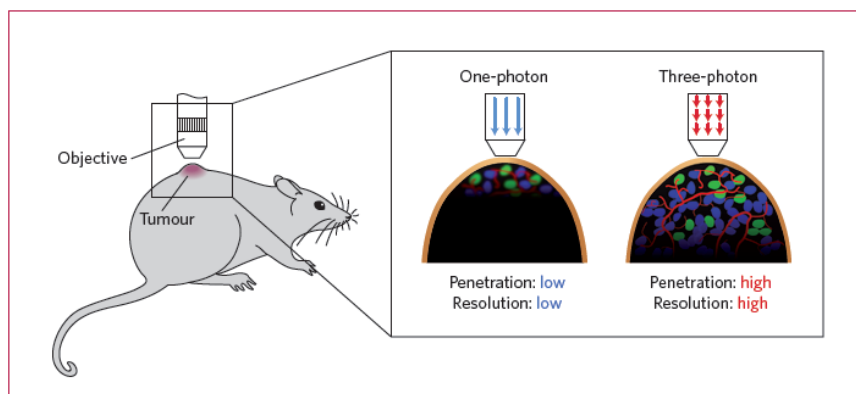 Objective
Tumour
One-photon
Penetration: low
Resolution: low
Three-photon
Penetration: high
Resolution: high